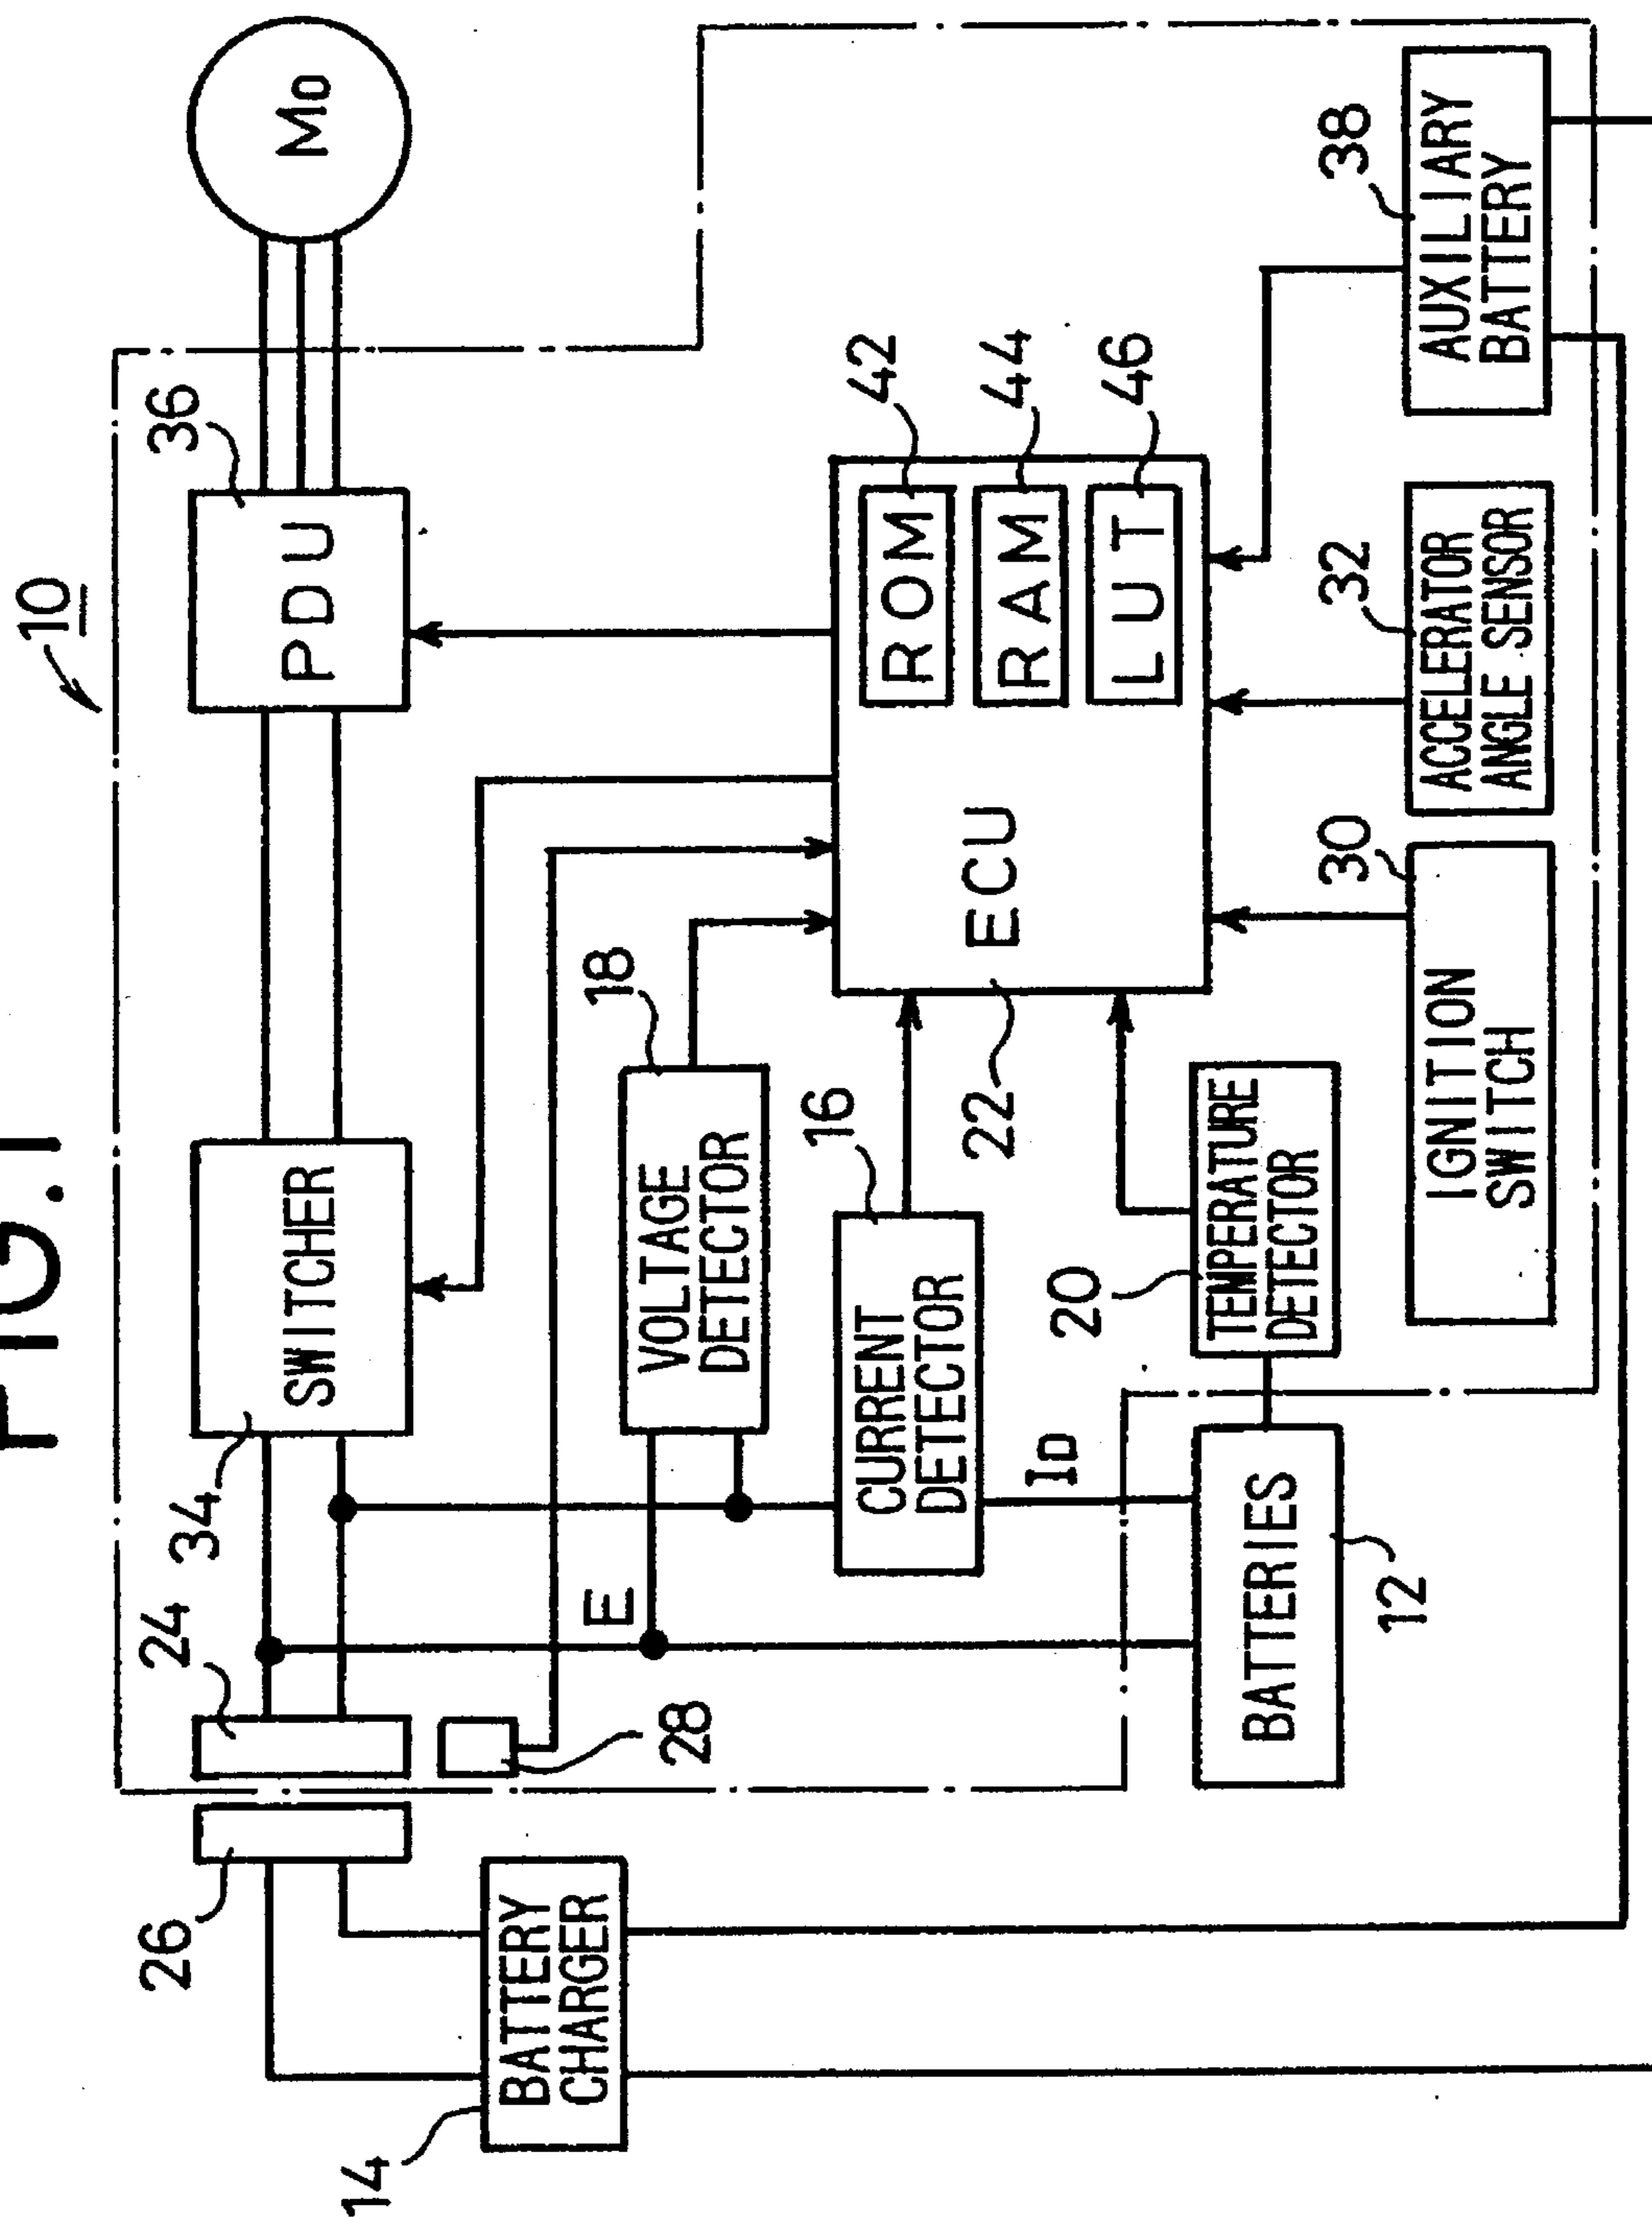 FIG.1
10
36
PDU
Mo
34
SWITCHER
24
26
28
14
BATTERY
CHARGER
E
18
VOLTAGE
DETECTOR
16
CURRENT
DETECTOR
ID
22
ECU
42
ROM
44
RAM
46
LUT
20
TEMPERATURE
DETECTOR
12
BATTERIES
30
IGNITION
SWITCH
32
ACCELERATOR
ANGLE SENSOR
38
AUXILIARY
BATTERY